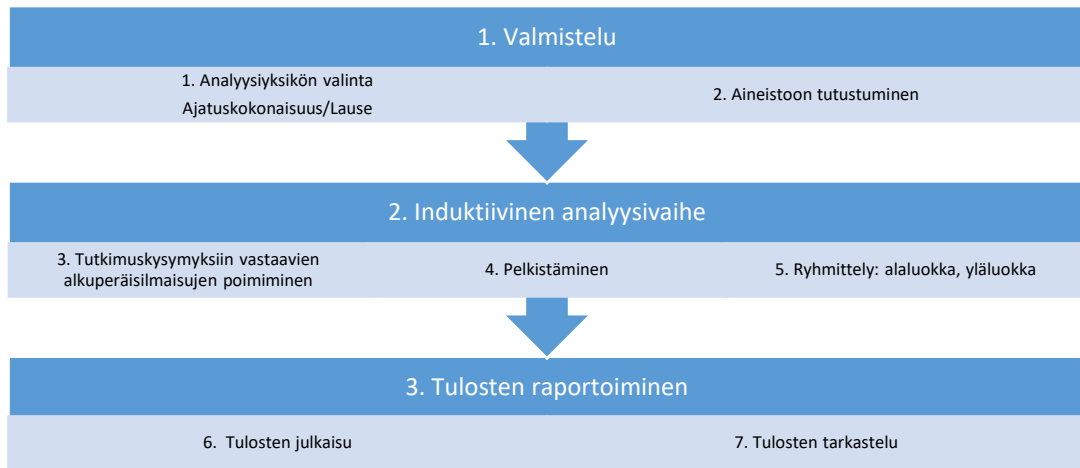 1. Valmistelu
1. Analyysiyksikön valinta
Ajatuskokonaisuus/Lause
2. Aineistoon tutustuminen
2. Induktiivinen analyysivaihe
3. Tutkimuskysymyksiin vastaavien
alkuperäisilmaisujen poimiminen
4. Pelkistäminen
5. Ryhmittely: alaluokka, yläluokka
3. Tulosten raportoiminen
6. Tulosten julkaisu
7. Tulosten tarkastelu